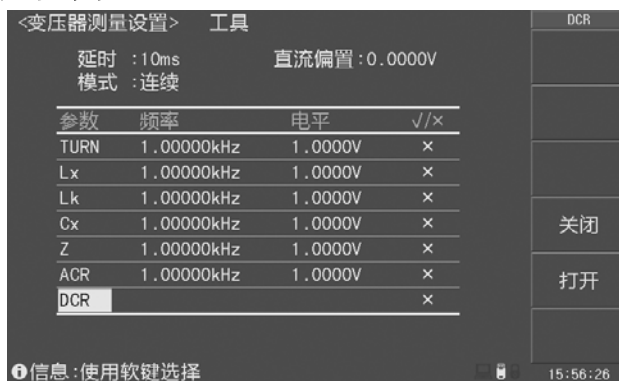 <变压器测量设置> 工具 DCR
延时 :10ms 直流偏置:0.0000V
模式 :连续
参数 频率 电平 √/×
TURN 1.00000kHz 1.0000V ×
Lx 1.00000kHz 1.0000V ×
Lk 1.00000kHz 1.0000V ×
Cx 1.00000kHz 1.0000V ×
关闭
Z 1.00000kHz 1.0000V ×
ACR 1.00000kHz 1.0000V ×
打开
DCR ×
信息:使用软键选择 15:56:26